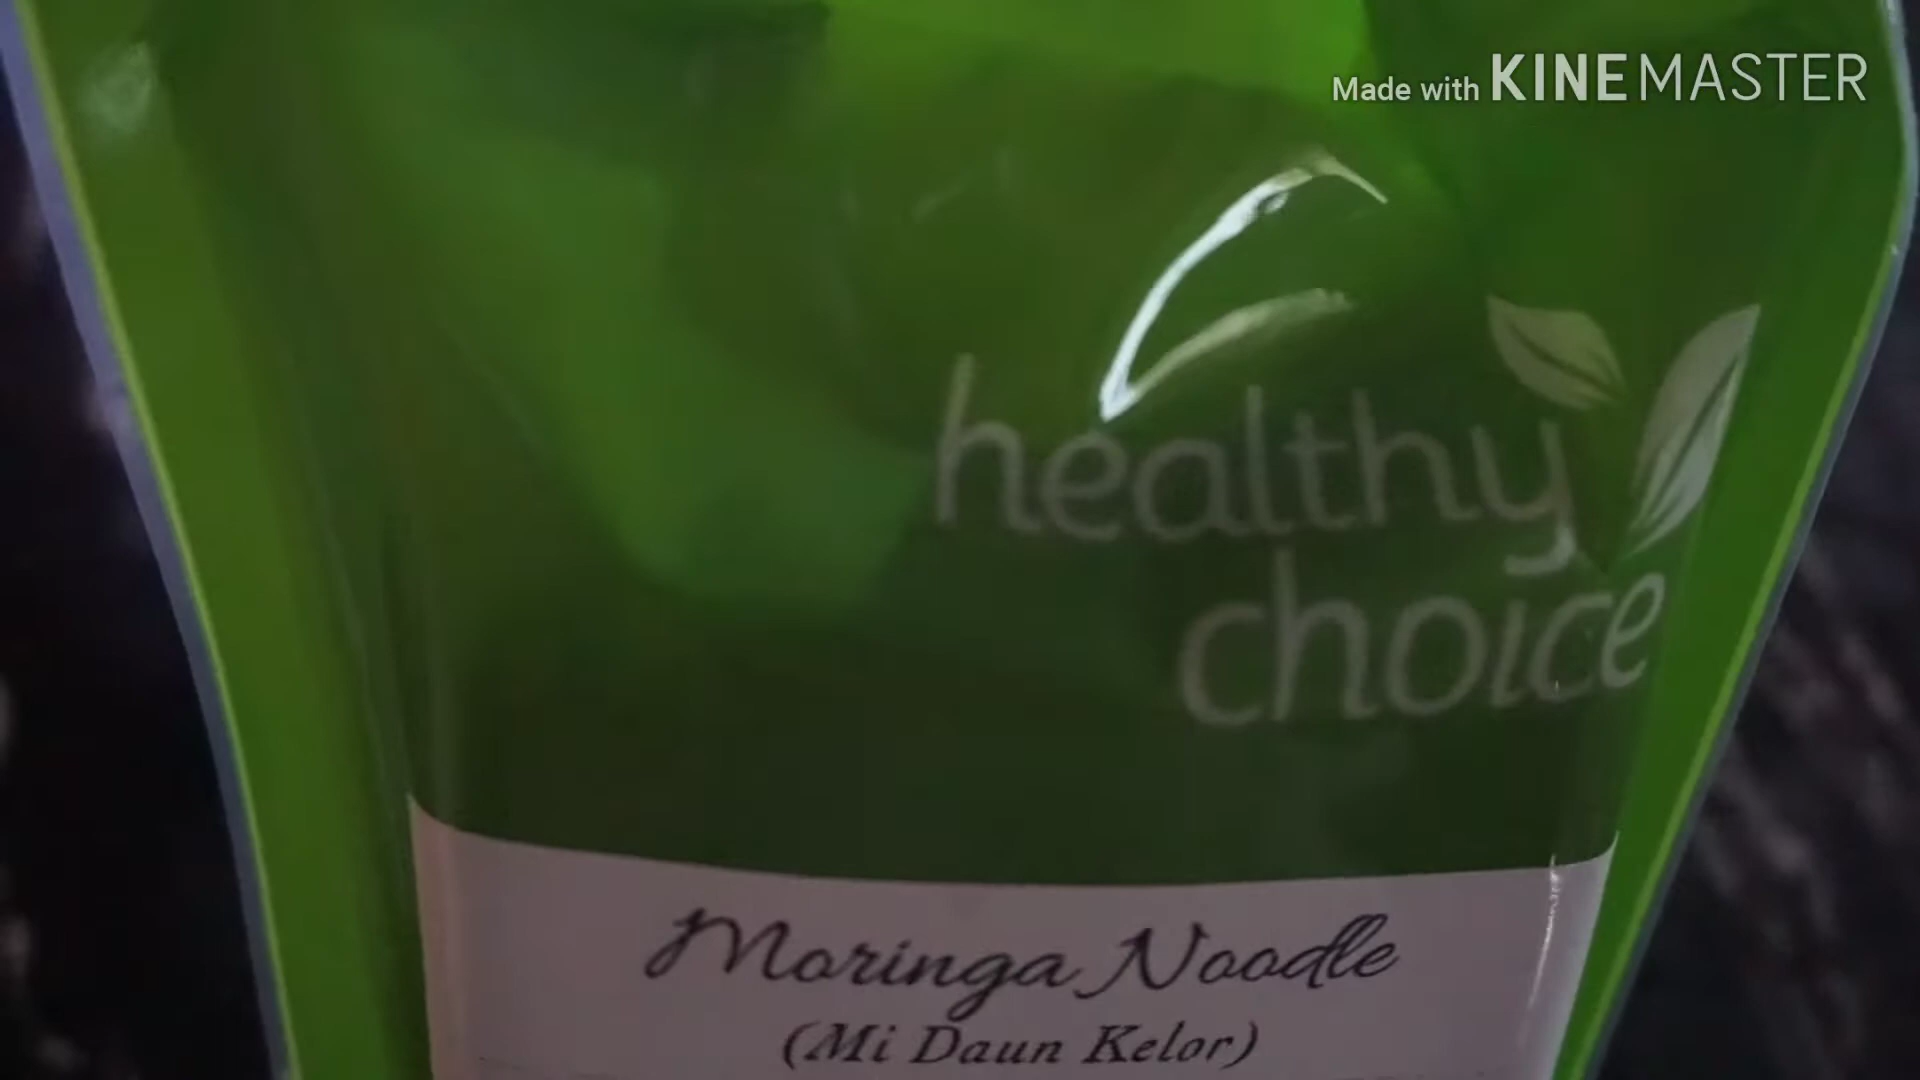 Made with KINEMASTER
healthy
choice
Moringa Noodle
(Mi Daun Kelor)